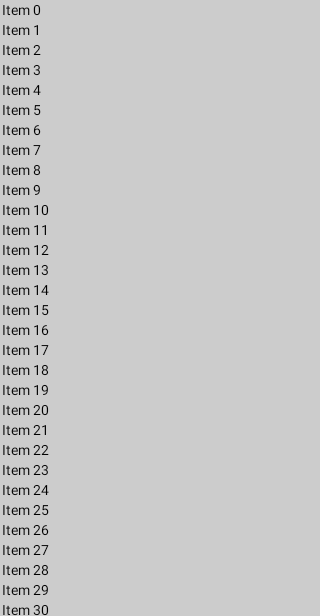 Item 0
Item 1
Item 2
Item 3
Item 4
Item 5
Item 6
Item 7
Item 8
Item 9
Item 10
Item 11
Item 12
Item 13
Item 14
Item 15
Item 16
Item 17
Item 18
Item 19
Item 20
Item 21
Item 22
Item 23
Item 24
Item 25
Item 26
Item 27
Item 28
Item 29
Item 30